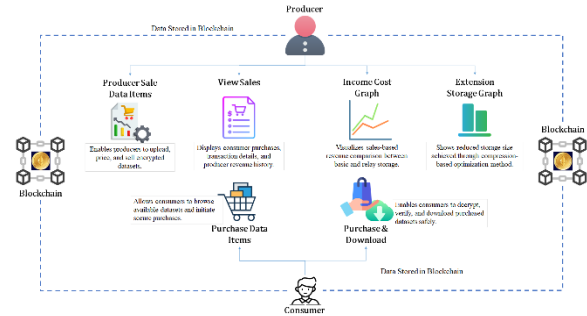 Producer
Data Stored in Blockchain
Producer Sale
Data Items
View Sales
Income Cost
Graph
Extension
Storage Graph
Enables producers to upload,
price, and sell encrypted
datasets.
Displays consumer purchases,
transaction details, and
producer revenue history.
Visualizes sales-based
revenue comparison between
basic and relay storage.
Shows reduced storage size
achieved through compression-
based optimization method.
Blockchain
Blockchain
Allows consumers to browse
available datasets and initiate
secure purchases.
Enables consumers to decrypt,
verify, and download purchased
datasets safely.
Purchase Data
Items
Purchase &
Download
Data Stored in Blockchain
Consumer